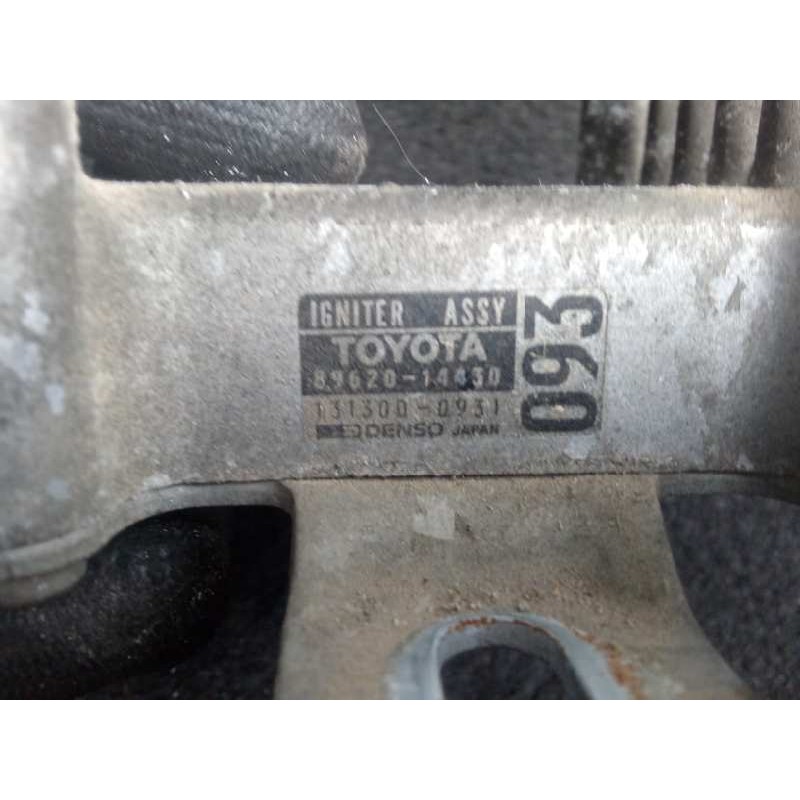 IGNITER ASSY
TOYOTA
89620-14430
131300-0931
DENSO JAPAN
093